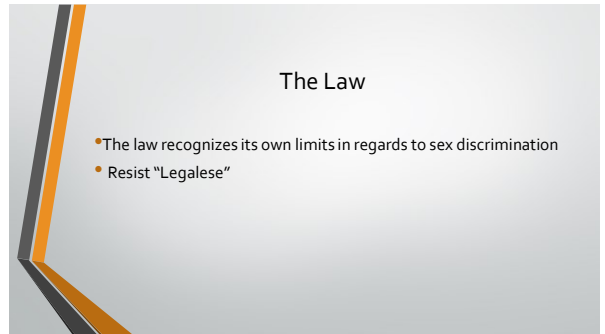 The Law
•The law recognizes its own limits in regards to sex discrimination
• Resist “Legalese”